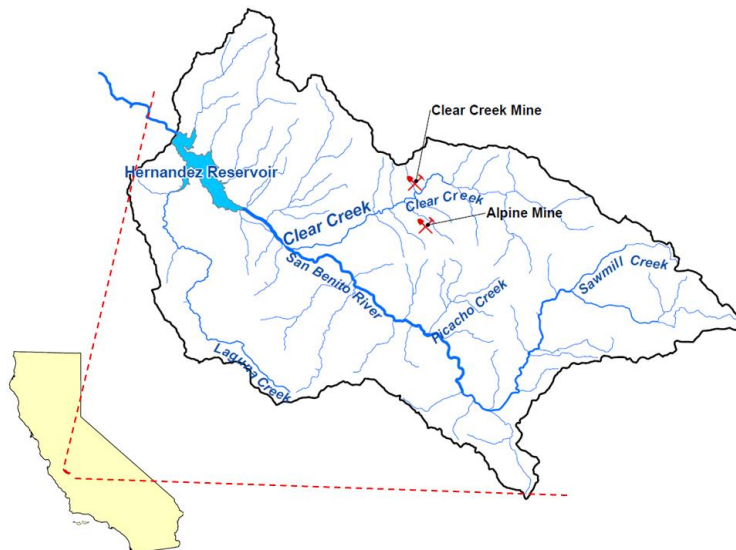 Clear Creek Mine
Hernandez Reservoir
Clear Creek
Clear Creek
Alpine Mine
San Benito River
Sawmill Creek
Picacho Creek
Laguna Creek